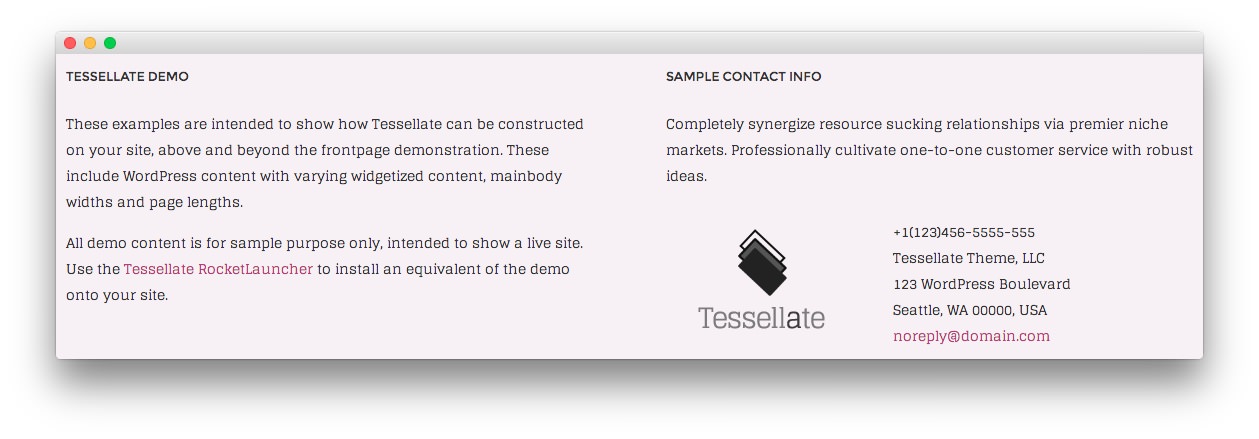 TESSELLATE DEMO
These examples are intended to show how Tessellate can be constructed
on your site, above and beyond the frontpage demonstration. These
include WordPress content with varying widgetized content, mainbody
widths and page lengths.
All demo content is for sample purpose only, intended to show a live site.
Use the Tessellate RocketLauncher to install an equivalent of the demo
onto your site.
SAMPLE CONTACT INFO
Completely synergize resource sucking relationships via premier niche
markets. Professionally cultivate one-to-one customer service with robust
ideas.
Tessellate
+1(123)456-5555-555
Tessellate Theme, LLC
123 WordPress Boulevard
Seattle, WA 00000, USA
noreply@domain.com